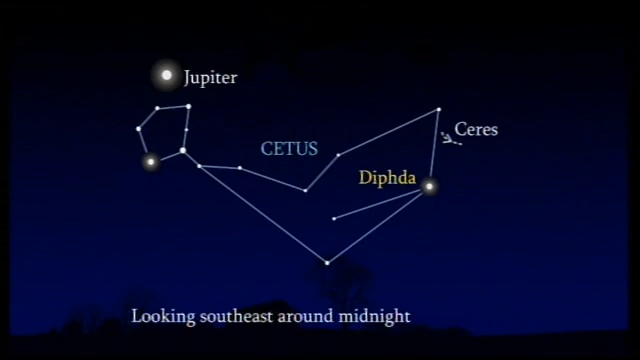 Jupiter
Ceres
CETUS
Diphda
Looking southeast around midnight